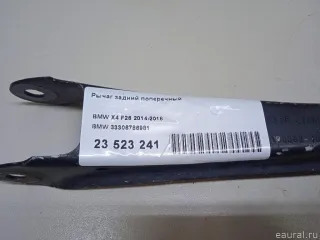 Рычаг задний поперечный
BMW X4 F26 2014-2018
BMW 33306786981
23 523 241
eaural.ru